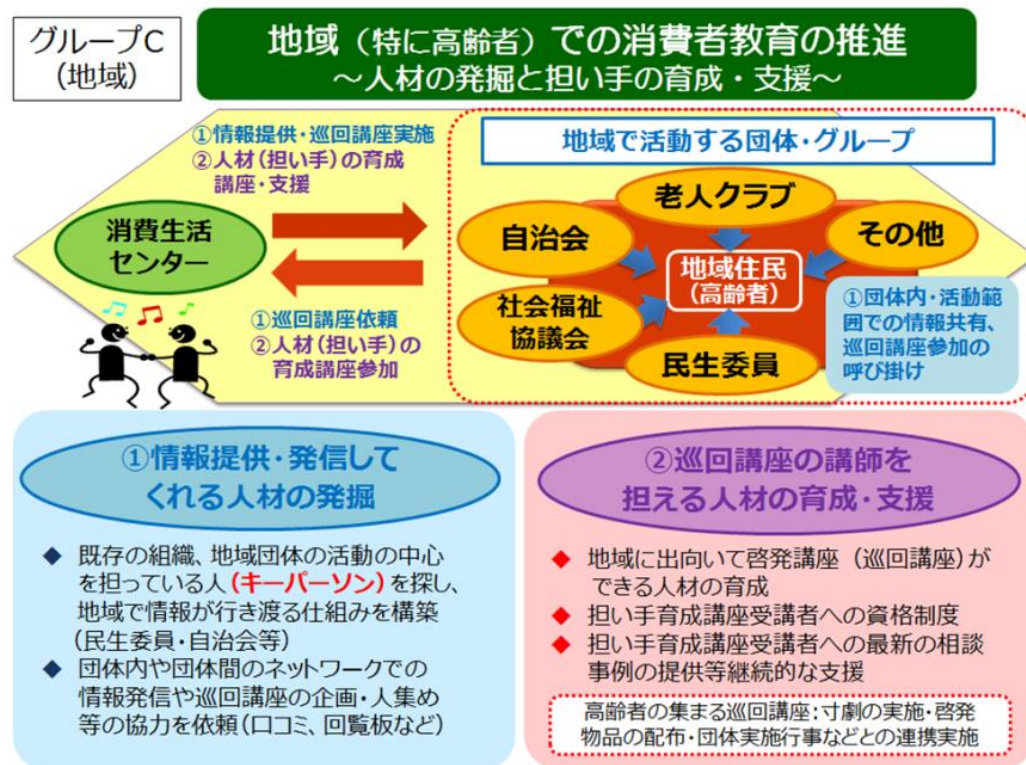 グループC
(地域)
地域（特に高齢者）での消費者教育の推進
～人材の発掘と担い手の育成・支援～
①情報提供・巡回講座実施
②人材(担い手)の育成
講座・支援
消費生活
センター
①巡回講座依頼
②人材(担い手)の
育成講座参加
地域で活動する団体・グループ
老人クラブ
自治会
その他
地域住民
(高齢者)
社会福祉
協議会
民生委員
①団体内・活動範
囲での情報共有、
巡回講座参加の
呼び掛け
①情報提供・発信して
くれる人材の発掘
◆ 既存の組織、地域団体の活動の中心
を担っている人(キーパーソン)を探し、
地域で情報が行き渡る仕組みを構築
(民生委員・自治会等)
◆ 団体内や団体間のネットワークでの
情報発信や巡回講座の企画・人集め
等の協力を依頼(口コミ、回覧板など)
②巡回講座の講師を
担える人材の育成・支援
◆ 地域に出向いて啓発講座（巡回講座)が
できる人材の育成
◆ 担い手育成講座受講者への資格制度
◆ 担い手育成講座受講者への最新の相談
事例の提供等継続的な支援
高齢者の集まる巡回講座:寸劇の実施・啓発
物品の配布・団体実施行事などとの連携実施